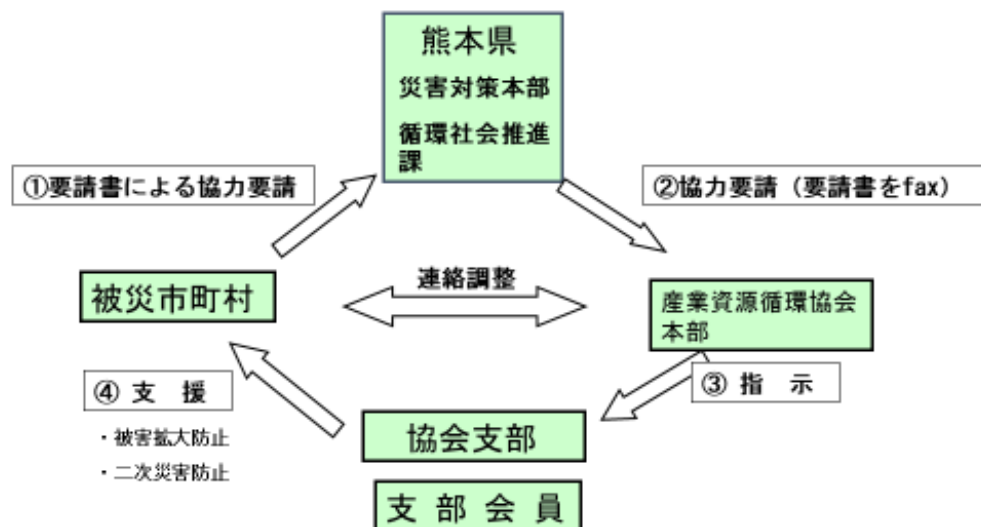 熊本県
災害対策本部
循環社会推進
課
①要請書による協力要請
②協力要請（要請書をfax）
連絡調整
被災市町村
産業資源循環協会
本部
③ 指 示
④ 支 援
・被害拡大防止
・二次災害防止
協会支部
支 部 会 員